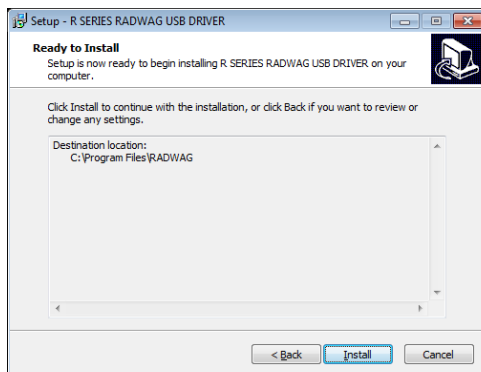 Setup - R SERIES RADWAG USB DRIVER
Ready to Install
Setup is now ready to begin installing R SERIES RADWAG USB DRIVER on your
computer.
Click Install to continue with the installation, or click Back if you want to review or
change any settings.
Destination location:
C:\Program Files\RADWAG
< Back
Install
Cancel